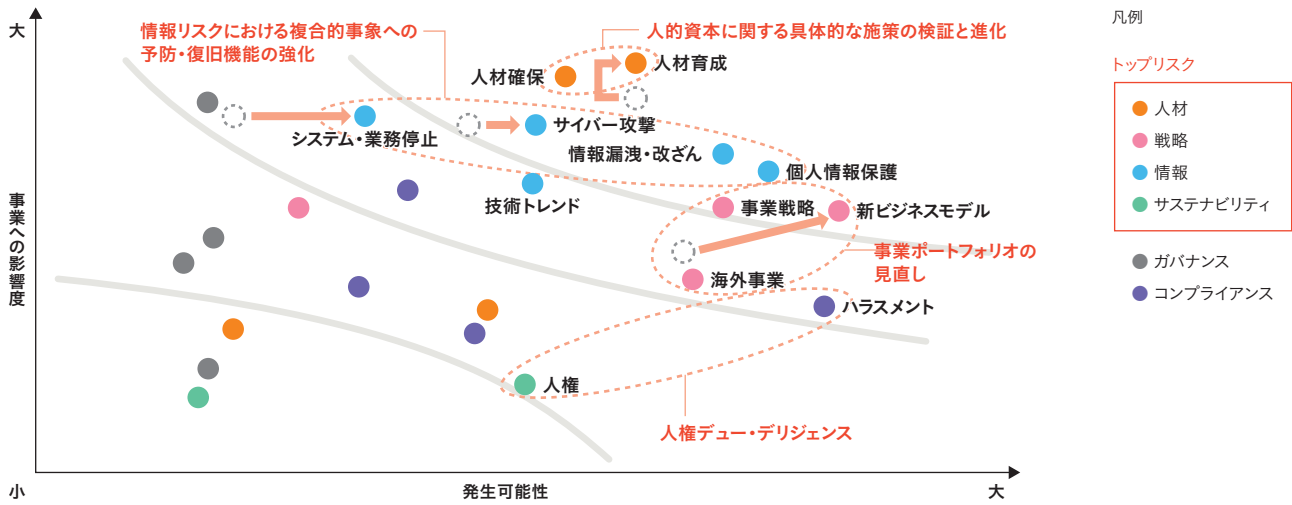 大
事業への影響度
小
発生可能性
大
情報リスクにおける複合的事象への
予防・復旧機能の強化
人的資本に関する具体的な施策の検証と進化
人材確保
人材育成
システム・業務停止
サイバー攻撃
情報漏洩・改ざん
個人情報保護
技術トレンド
事業戦略
新ビジネスモデル
事業ポートフォリオの
見直し
海外事業
ハラスメント
人権
人権デュー・デリジェンス
凡例
トップリスク
人材
戦略
情報
サステナビリティ
ガバナンス
コンプライアンス